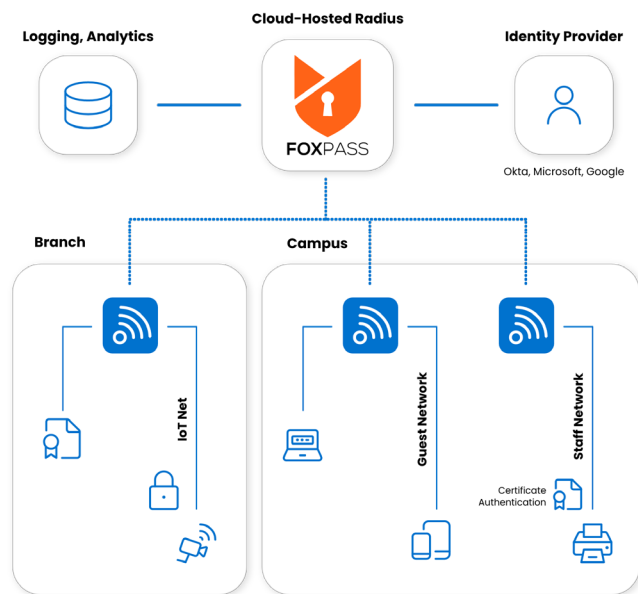 Cloud-Hosted Radius
Logging, Analytics
Identity Provider
FOXPASS
Okta, Microsoft, Google
Branch
Campus
IoT Net
Guest Network
Staff Network
Certificate
Authentication